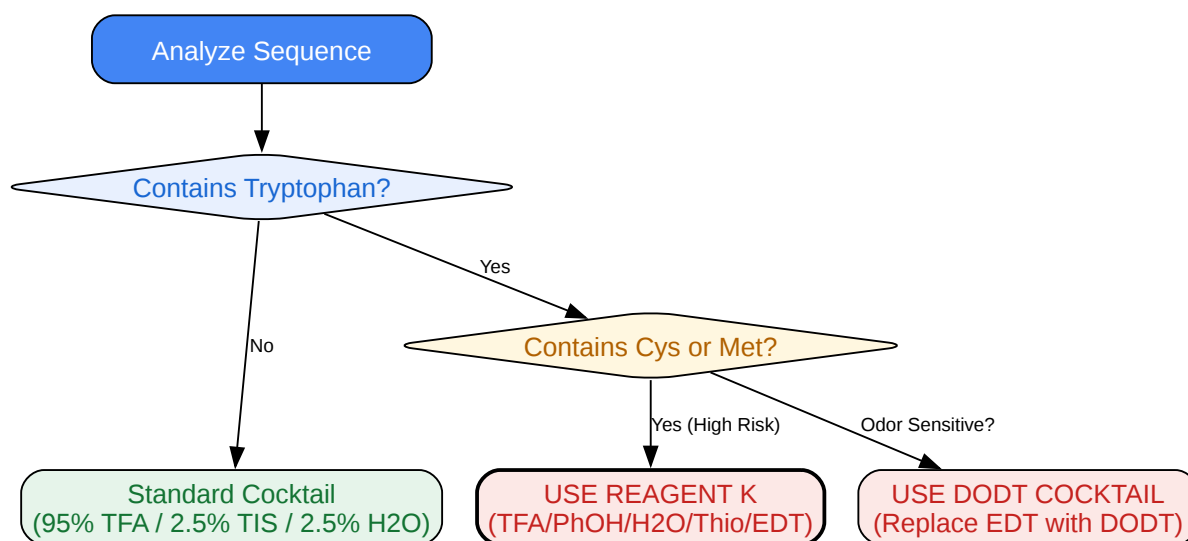 Analyze Sequence
Contains Tryptophan?
Yes
No
Contains Cys or Met?
Yes (High Risk)
Odor Sensitive?
Standard Cocktail
(95% TFA / 2.5% TIS / 2.5% H2O)
USE REAGENT K
(TFA/PhOH/H2O/Thio/EDT)
USE DODT COCKTAIL
(Replace EDT with DODT)